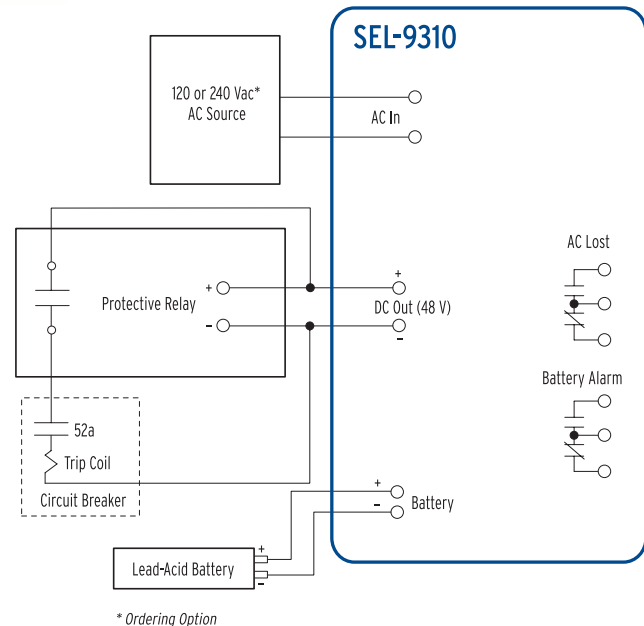 SEL-9310
120 or 240 Vac*
AC Source
AC In
AC Lost
Protective Relay
+
-
+
DC Out (48 V)
-
Battery Alarm
52a
Trip Coil
Circuit Breaker
+
-
Battery
Lead-Acid Battery
+
-
* Ordering Option